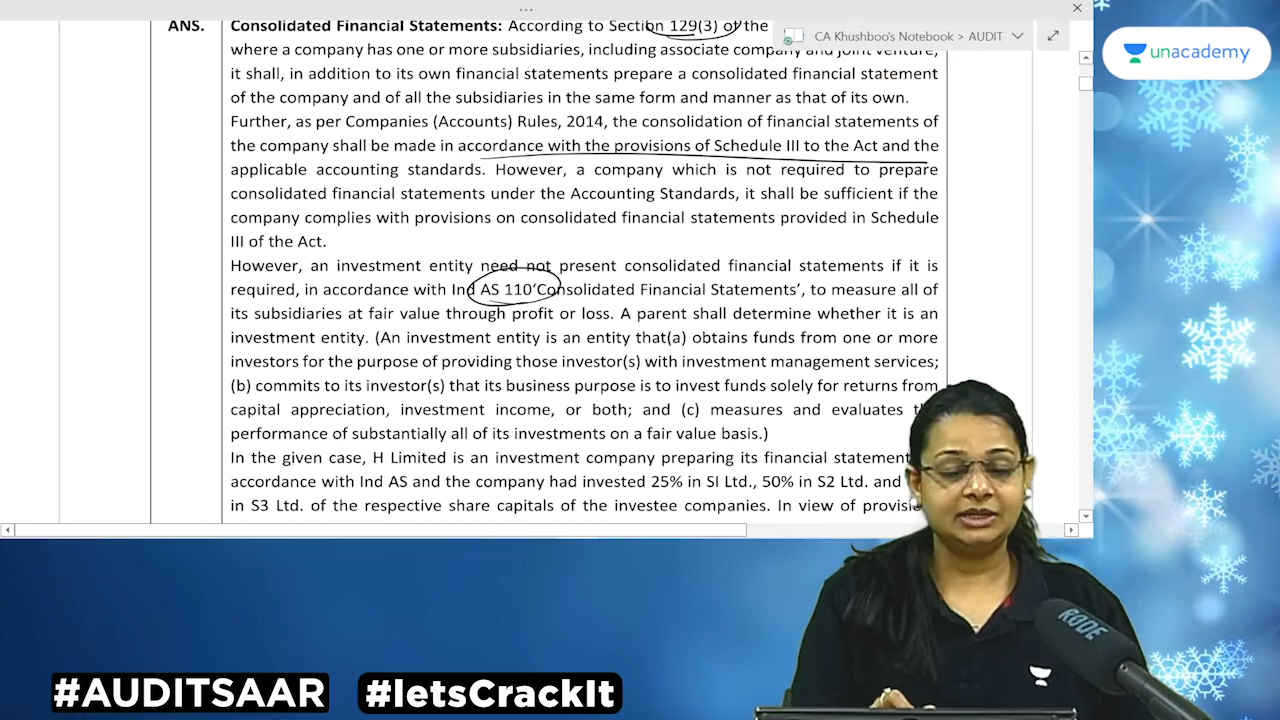 ANS. Consolidated Financial Statements: According to Section 129(3) of the
CA Khushboo's Notebook > AUDIT
unacademy
where a company has one or more subsidiaries, including associate company and joint venture,
it shall, in addition to its own financial statements prepare a consolidated financial statement
of the company and of all the subsidiaries in the same form and manner as that of its own.
Further, as per Companies (Accounts) Rules, 2014, the consolidation of financial statements of
the company shall be made in accordance with the provisions of Schedule III to the Act and the
applicable accounting standards. However, a company which is not required to prepare
consolidated financial statements under the Accounting Standards, it shall be sufficient if the
company complies with provisions on consolidated financial statements provided in Schedule
III of the Act.
However, an investment entity need not present consolidated financial statements if it is
required, in accordance with Ind AS 110'Consolidated Financial Statements', to measure all of
its subsidiaries at fair value through profit or loss. A parent shall determine whether it is an
investment entity. (An investment entity is an entity that(a) obtains funds from one or more
investors for the purpose of providing those investor(s) with investment management services;
(b) commits to its investor(s) that its business purpose is to invest funds solely for returns from
capital appreciation, investment income, or both; and (c) measures and evaluates
performance of substantially all of its investments on a fair value basis.)
In the given case, H Limited is an investment company preparing its financial statement
accordance with Ind AS and the company had invested 25% in SI Ltd., 50% in S2 Ltd. and
in S3 Ltd. of the respective share capitals of the investee companies. In view of
RØDE
#AUDITSAAR #letsCrackIt